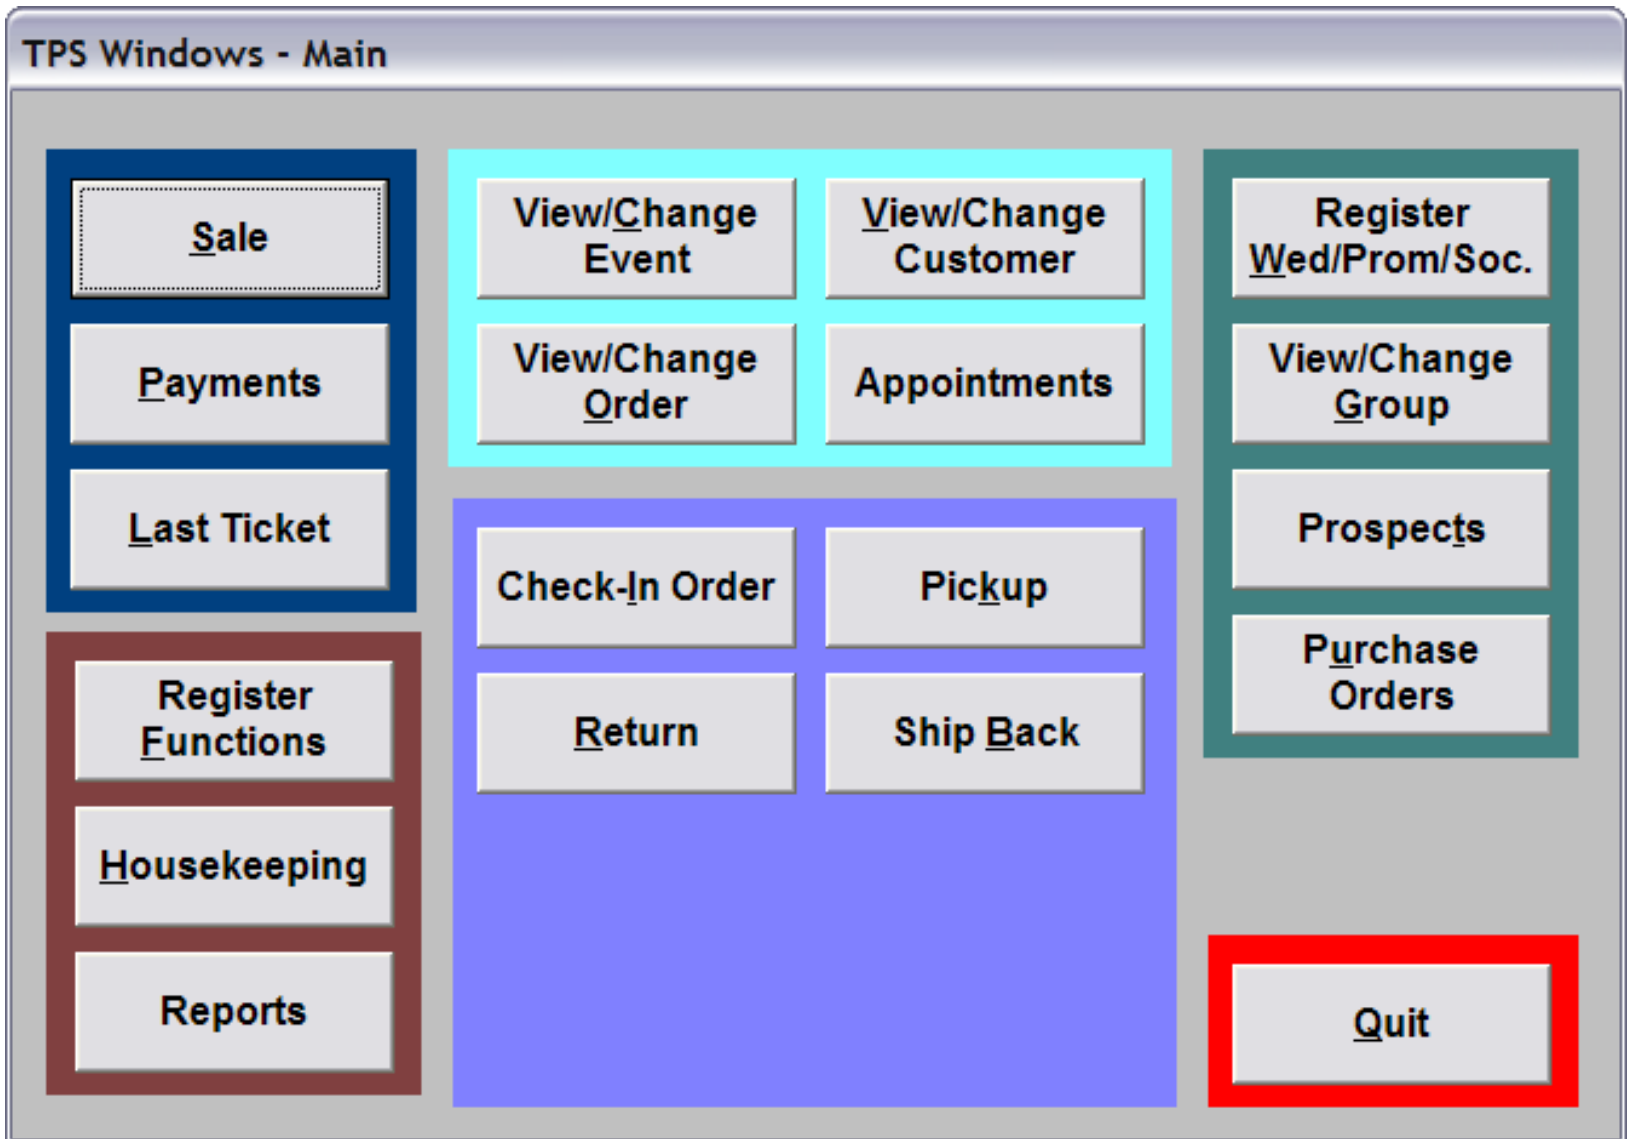 TPS Windows - Main
Sale
Payments
Last Ticket
Register
Functions
Housekeeping
Reports
View/Change
Event
View/Change
Customer
View/Change
Order
Appointments
Check-In Order
Pickup
Return
Ship Back
Register
Wed/Prom/Soc.
View/Change
Group
Prospects
Purchase
Orders
Quit